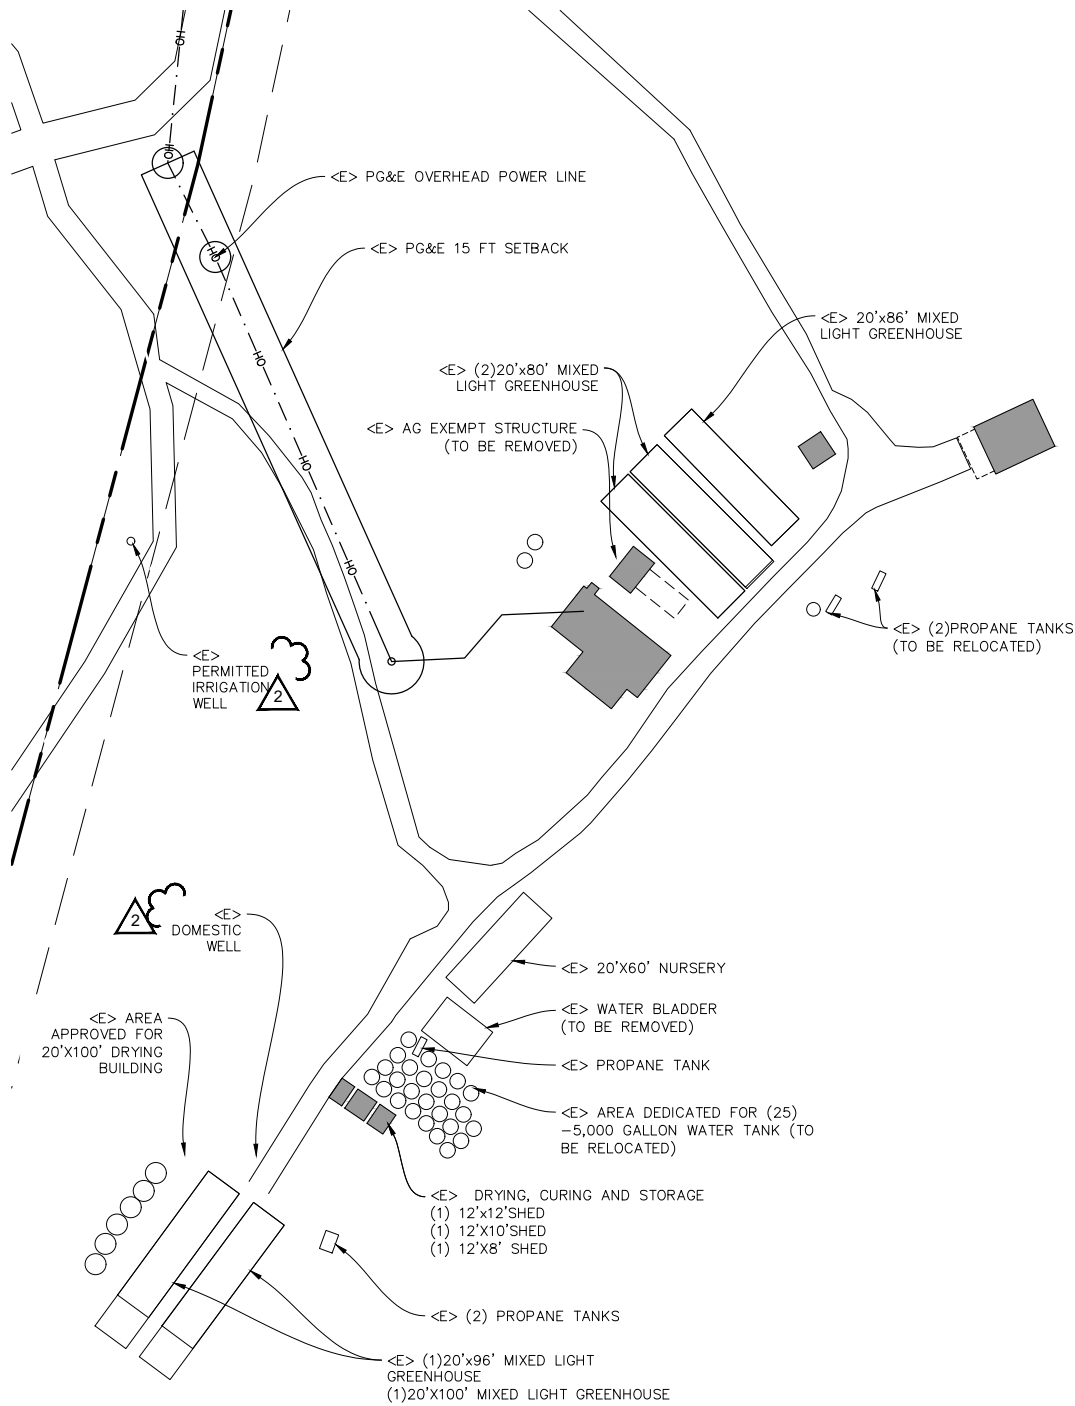 OH
OH
<E> PG&E OVERHEAD POWER LINE
<E> PG&E 15 FT SETBACK
OH
OH
<E> 20'x86' MIXED
LIGHT GREENHOUSE
<E> (2)20'x80' MIXED
LIGHT GREENHOUSE
<E> AG EXEMPT STRUCTURE
(TO BE REMOVED)
OH
OH
<E> (2)PROPANE TANKS
(TO BE RELOCATED)
<E>
PERMITTED
IRRIGATION
WELL
2
2
<E>
DOMESTIC
WELL
<E> 20'X60' NURSERY
<E> WATER BLADDER
(TO BE REMOVED)
<E> AREA
APPROVED FOR
20'X100' DRYING
BUILDING
<E> PROPANE TANK
<E> AREA DEDICATED FOR (25)
-5,000 GALLON WATER TANK (TO
BE RELOCATED)
<E> DRYING, CURING AND STORAGE
(1) 12'x12'SHED
(1) 12'X10'SHED
(1) 12'X8' SHED
<E> (2) PROPANE TANKS
<E> (1)20'x96' MIXED LIGHT
GREENHOUSE
(1)20'X100' MIXED LIGHT GREENHOUSE